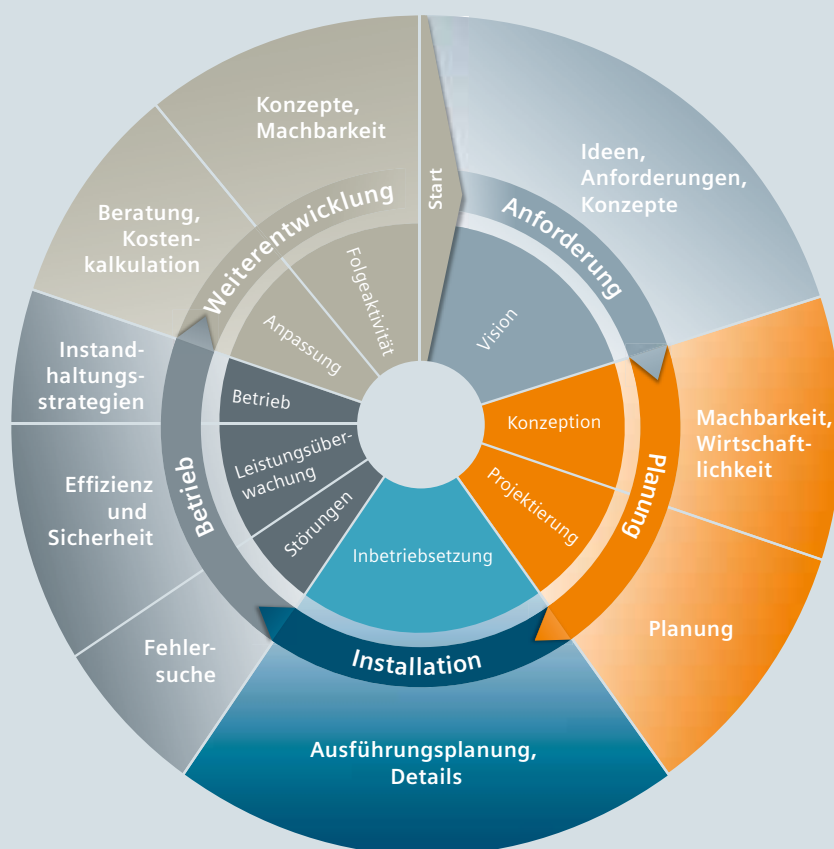 Start
Ideen,
Anforderungen,
Konzepte
Anforderung
Vision
Machbarkeit,
Wirtschaft-
lichkeit
Planung
Planung
Konzeption
Projektierung
Ausführungsplanung,
Details
Installation
Inbetriebsetzung
Fehler-
suche
Effizienz
und
Sicherheit
Instand-
haltungs-
strategien
Betrieb
Störungen
Leistungsüber-
wachung
Betrieb
Beratung,
Kosten-
kalkulation
Konzepte,
Machbarkeit
Weiterentwicklung
Anpassung
Folgeaktivität